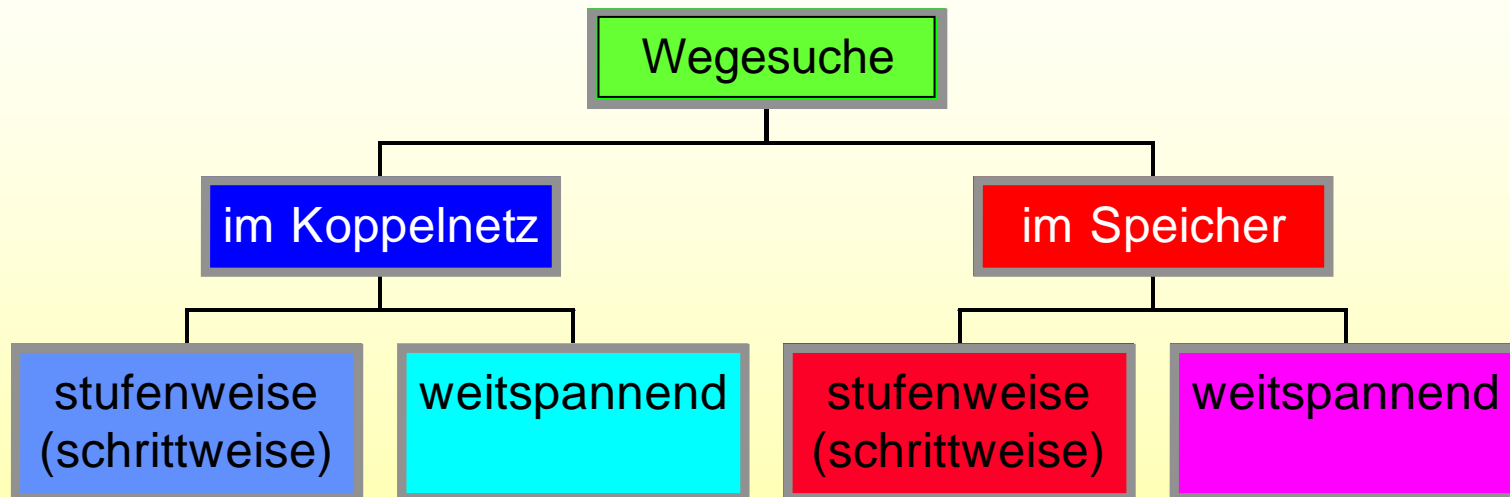 Wegesuche
im Koppelnetz
im Speicher
stufenweise
(schrittweise)
weitspannend
stufenweise
(schrittweise)
weitspannend